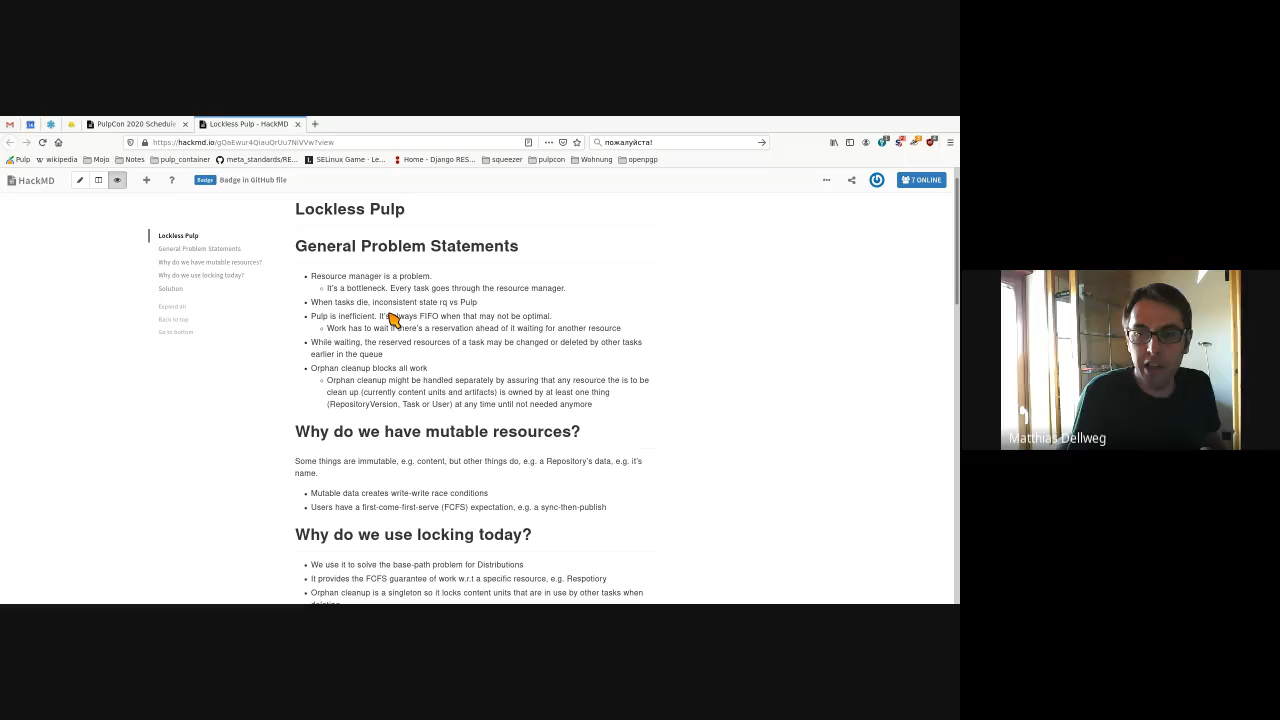 PulpCon 2020 Schedule
Lockless Pulp - HackMD
https://hackmd.io/gQaEwur4QiauQrUu7NiVVw?view
пожалуйста!
Pulp
wikipedia
Mojo
Notes
pulp_container
meta_standards/RE...
SELinux Game - Le...
Home - Django RES...
squeezer
pulpcon
Wohnung
openpgp
HackMD
Badge
Badge in GitHub file
7 ONLINE
Lockless Pulp
General Problem Statements
Why do we have mutable resources?
Why do we use locking today?
Solution
Expand all
Back to top
Go to bottom
Lockless Pulp
General Problem Statements
Resource manager is a problem.
It's a bottleneck. Every task goes through the resource manager.
When tasks die, inconsistent state rq vs Pulp
Pulp is inefficient. It's always FIFO when that may not be optimal.
Work has to wait if there's a reservation ahead of it waiting for another resource
While waiting, the reserved resources of a task may be changed or deleted by other tasks
earlier in the queue
Orphan cleanup blocks all work
Orphan cleanup might be handled separately by assuring that any resource the is to be
clean up (currently content units and artifacts) is owned by at least one thing
(RepositoryVersion, Task or User) at any time until not needed anymore
Why do we have mutable resources?
Some things are immutable, e.g. content, but other things do, e.g. a Repository's data, e.g. it's
name.
Mutable data creates write-write race conditions
Users have a first-come-first-serve (FCFS) expectation, e.g. a sync-then-publish
Why do we use locking today?
We use it to solve the base-path problem for Distributions
It provides the FCFS guarantee of work w.r.t a specific resource, e.g. Respotiory
Orphan cleanup is a singleton so it locks content units that are in use by other tasks when
Matthias Dellweg